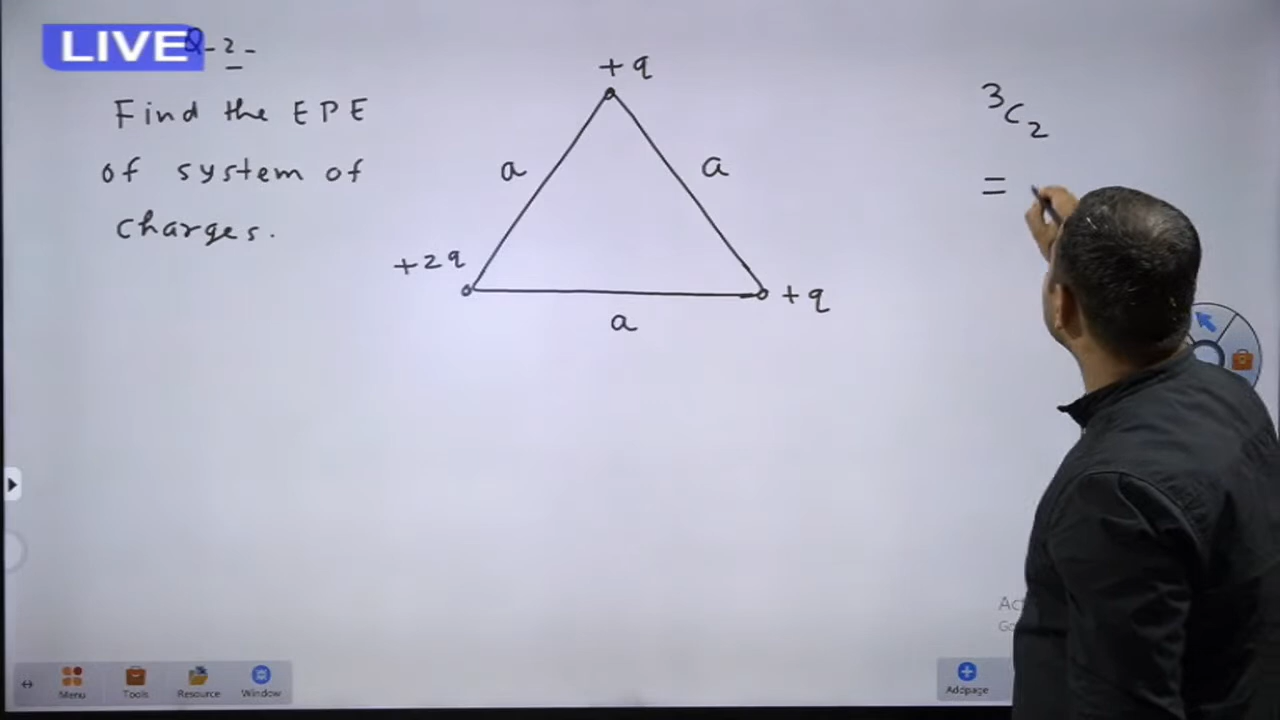 LIVE
Q-2-
Find the EPE
of system of
charges.
+q
a
a
+2q
+q
a
³C₂
=
Menu
Tools
Resource
Window
Addpage